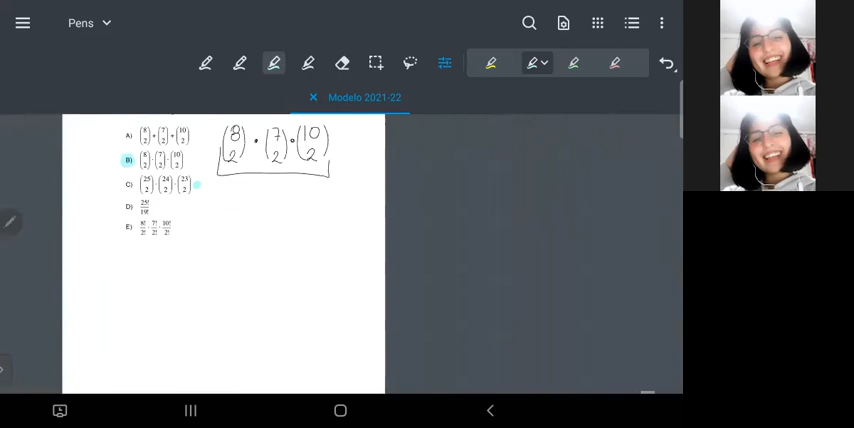 Pens
Modelo 2021-22
A) (8 2) + (7 2) + (10 2)
(8 2) · (7 2) · (10 2)
B) (8 2) · (7 2) · (10 2)
C) (25 2) · (24 2) · (23 2)
D) 25!/19!
E) 8!/2! · 7!/2! · 10!/2!